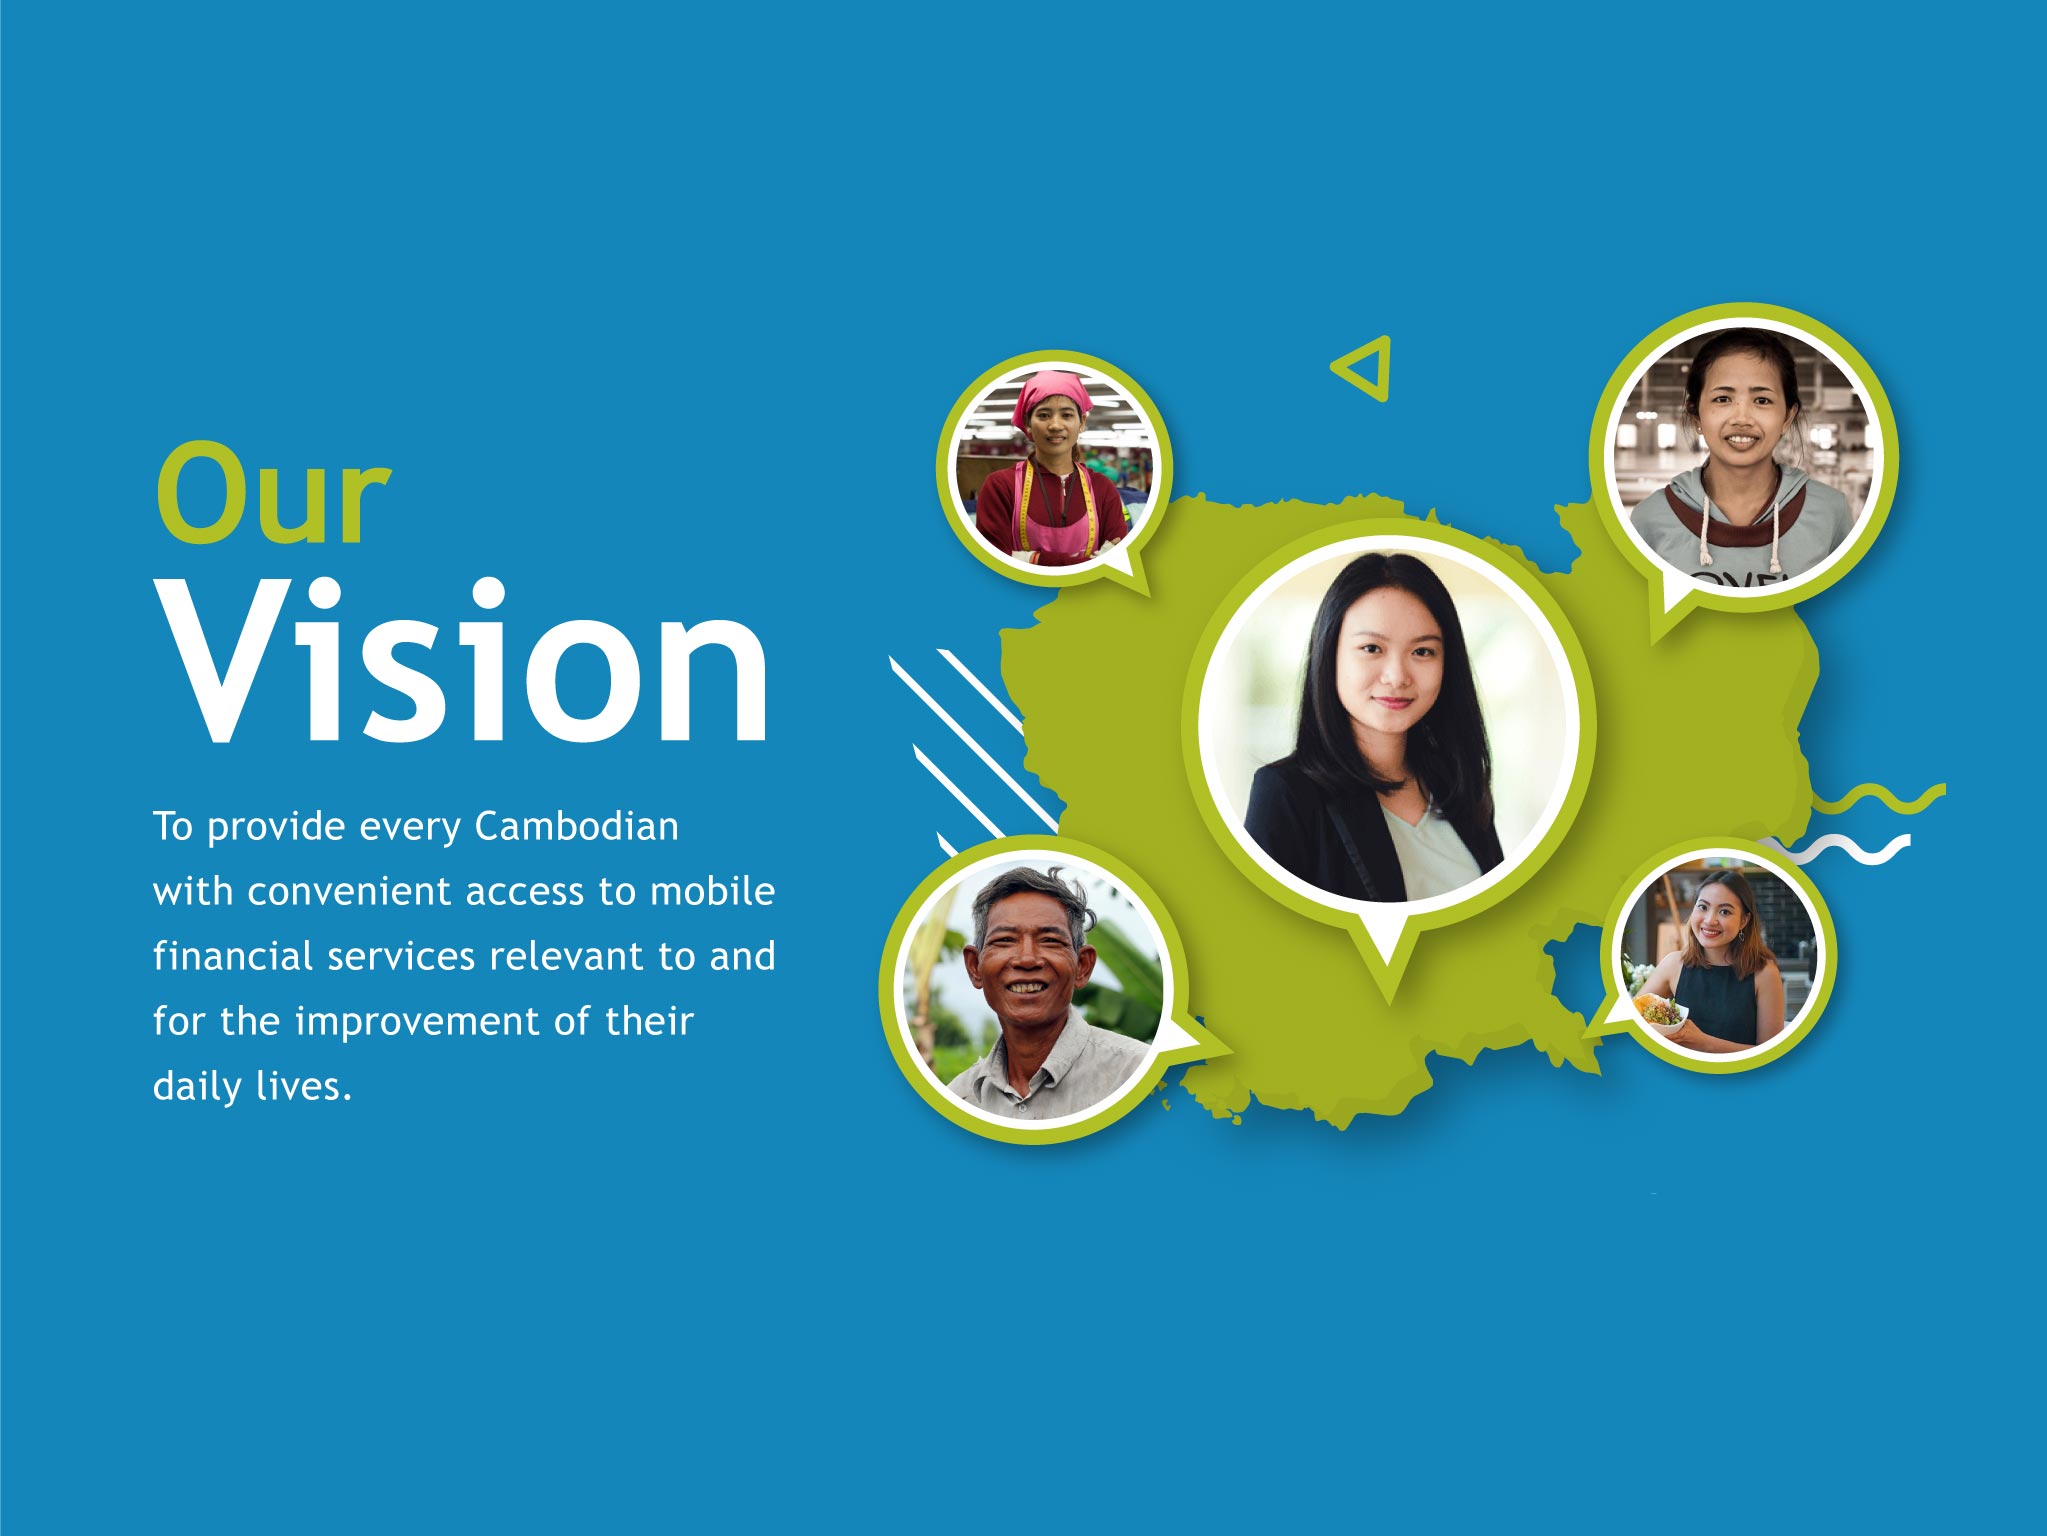 Our
Vision
To provide every Cambodian
with convenient access to mobile
financial services relevant to and
for the improvement of their
daily lives.